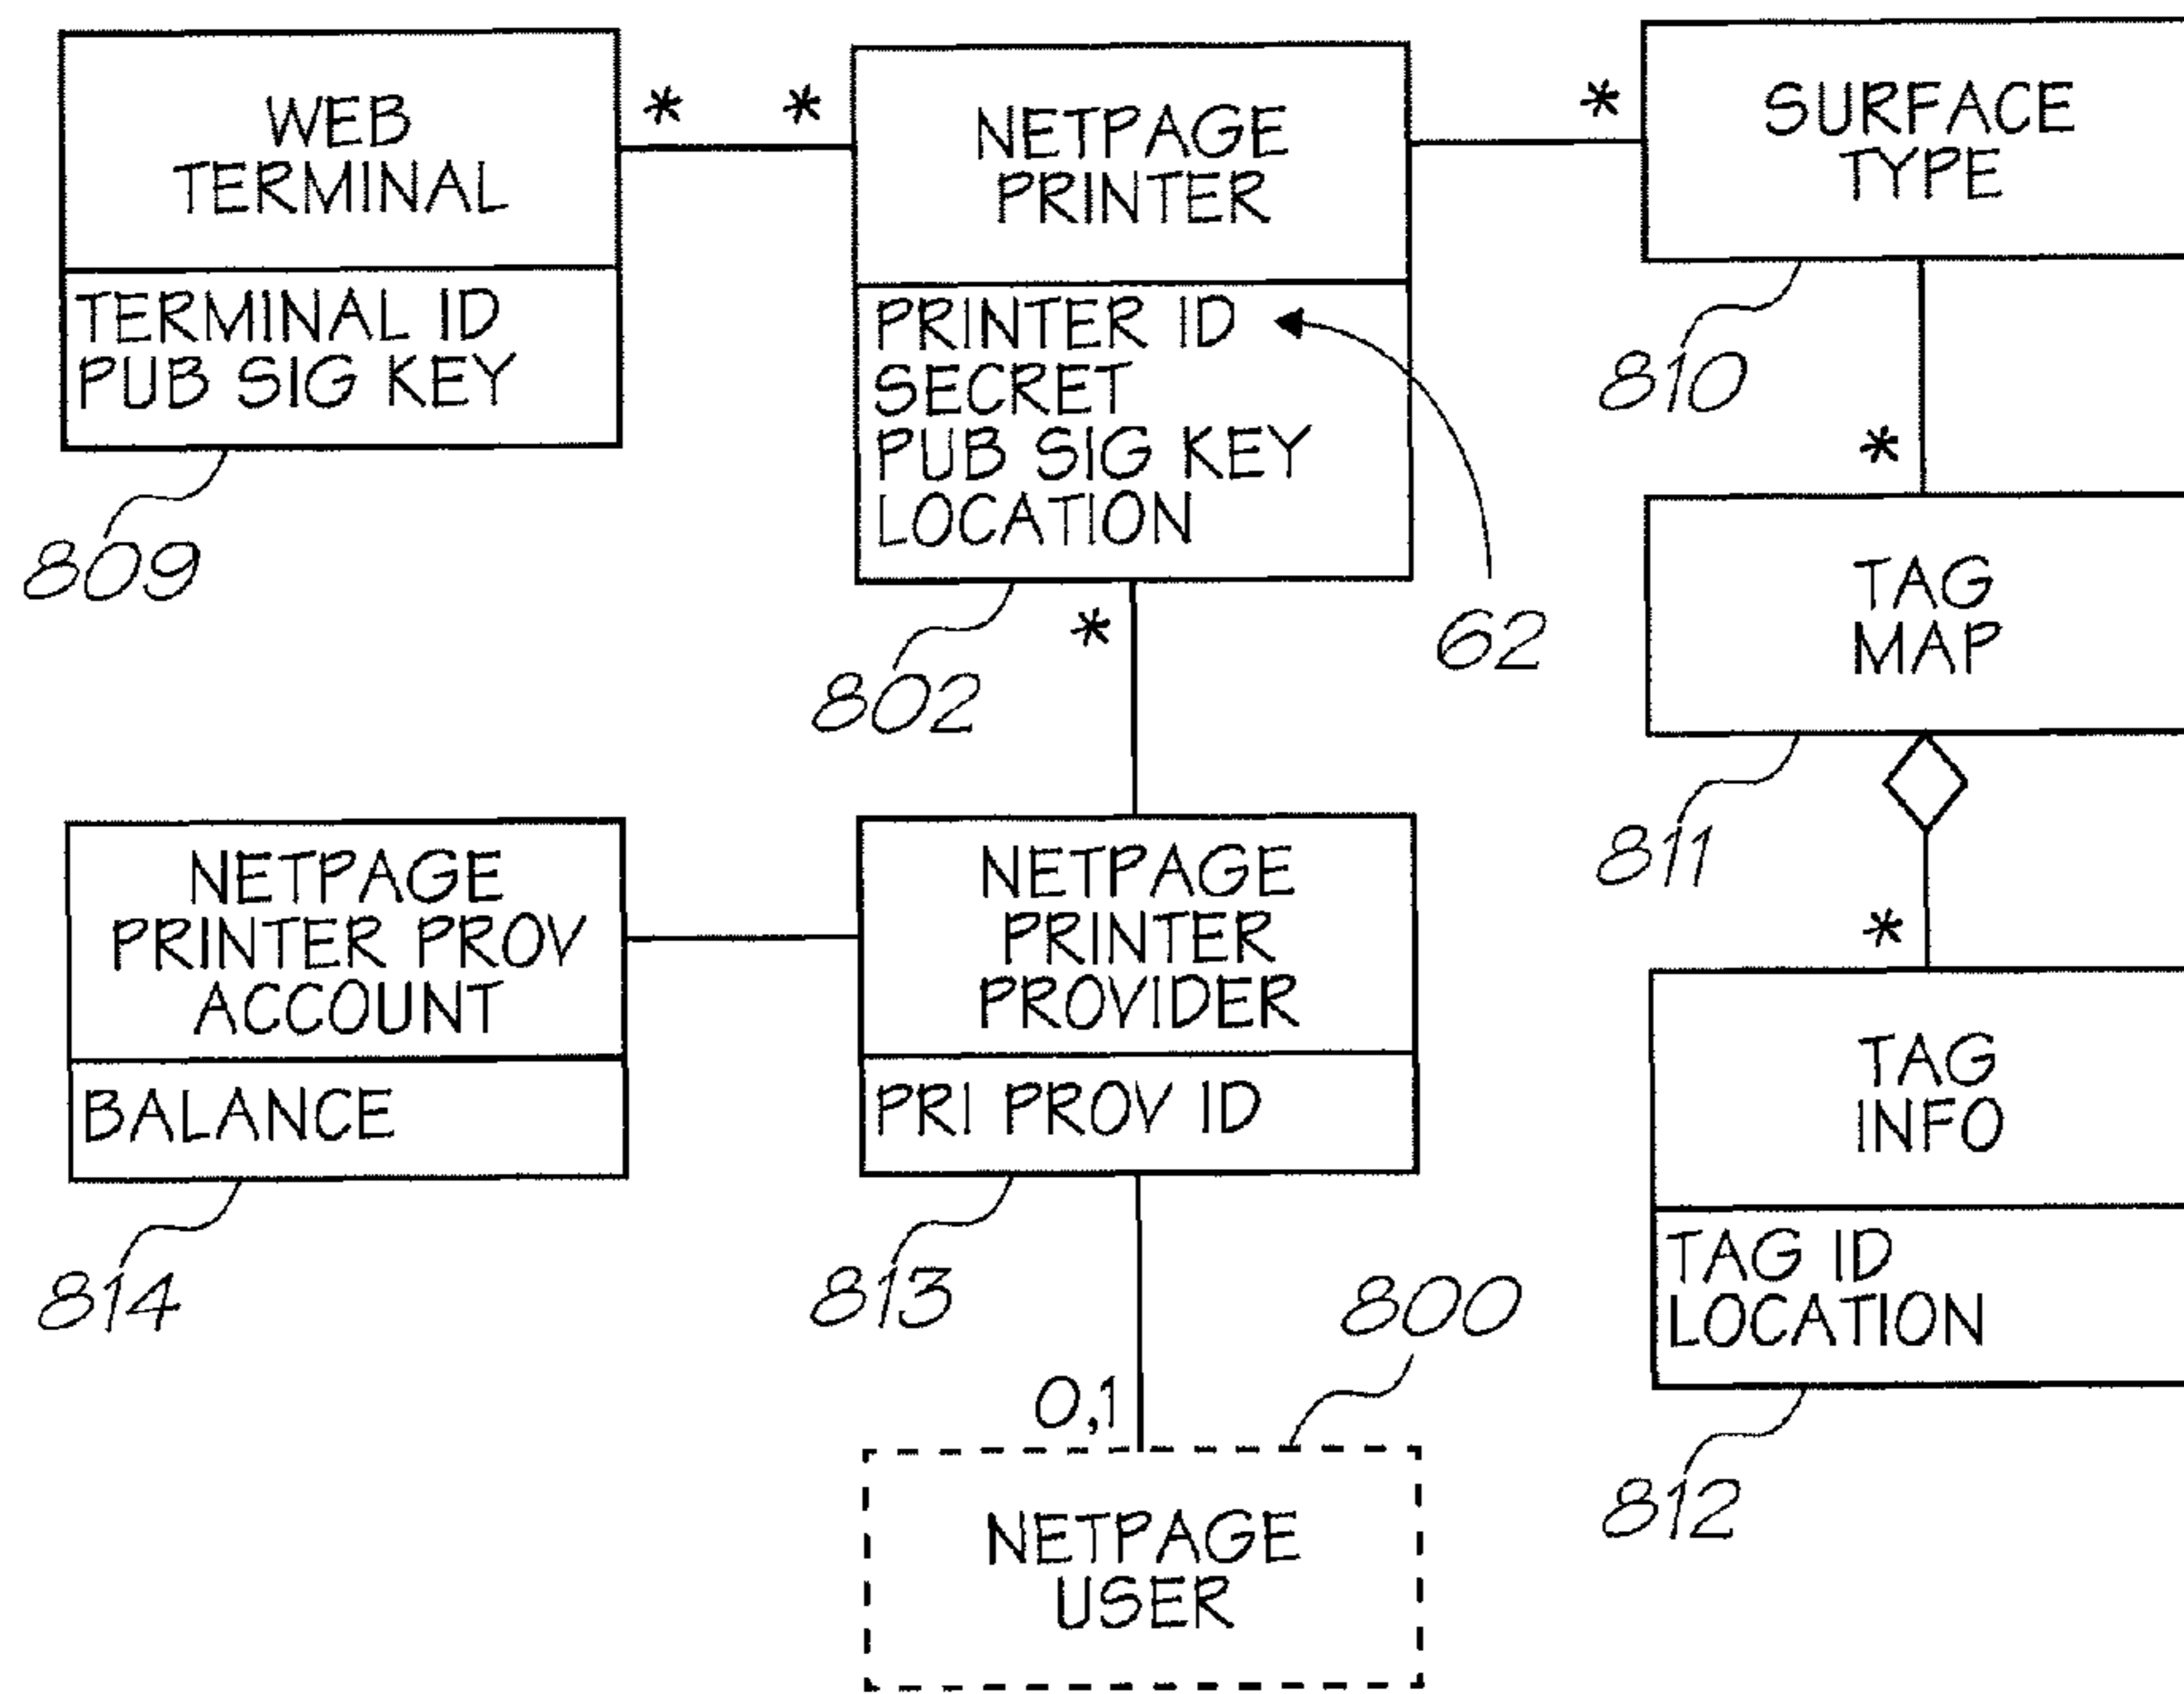 WEB
TERMINAL
TERMINAL ID
PUB SIG KEY
809
*
*
NETPAGE
PRINTER
PRINTER ID
SECRET
PUB SIG KEY
LOCATION
62
802
*
*
SURFACE
TYPE
810
*
TAG
MAP
811
*
TAG
INFO
TAG ID
LOCATION
812
NETPAGE
PRINTER PROV
ACCOUNT
BALANCE
814
NETPAGE
PRINTER
PROVIDER
PRI PROV ID
813
0,1
800
NETPAGE
USER